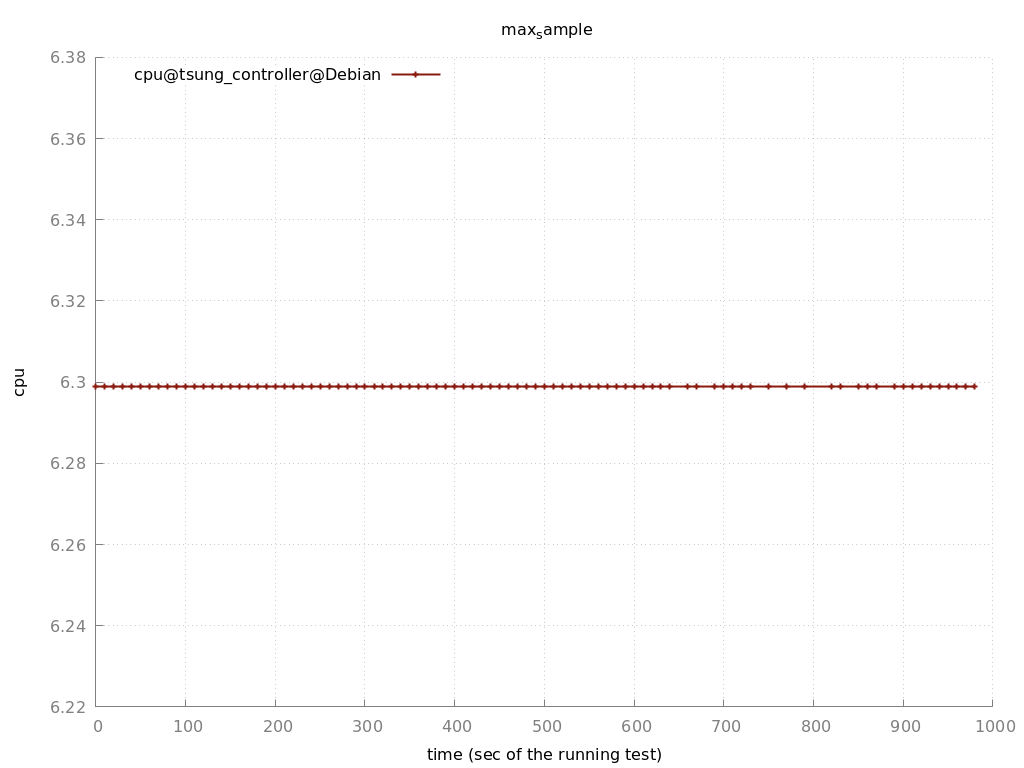 max_sample
cpu@tsung_controller@Debian
6.38
6.36
6.34
6.32
6.3
6.28
6.26
6.24
6.22
cpu
0 100 200 300 400 500 600 700 800 900 1000
time (sec of the running test)